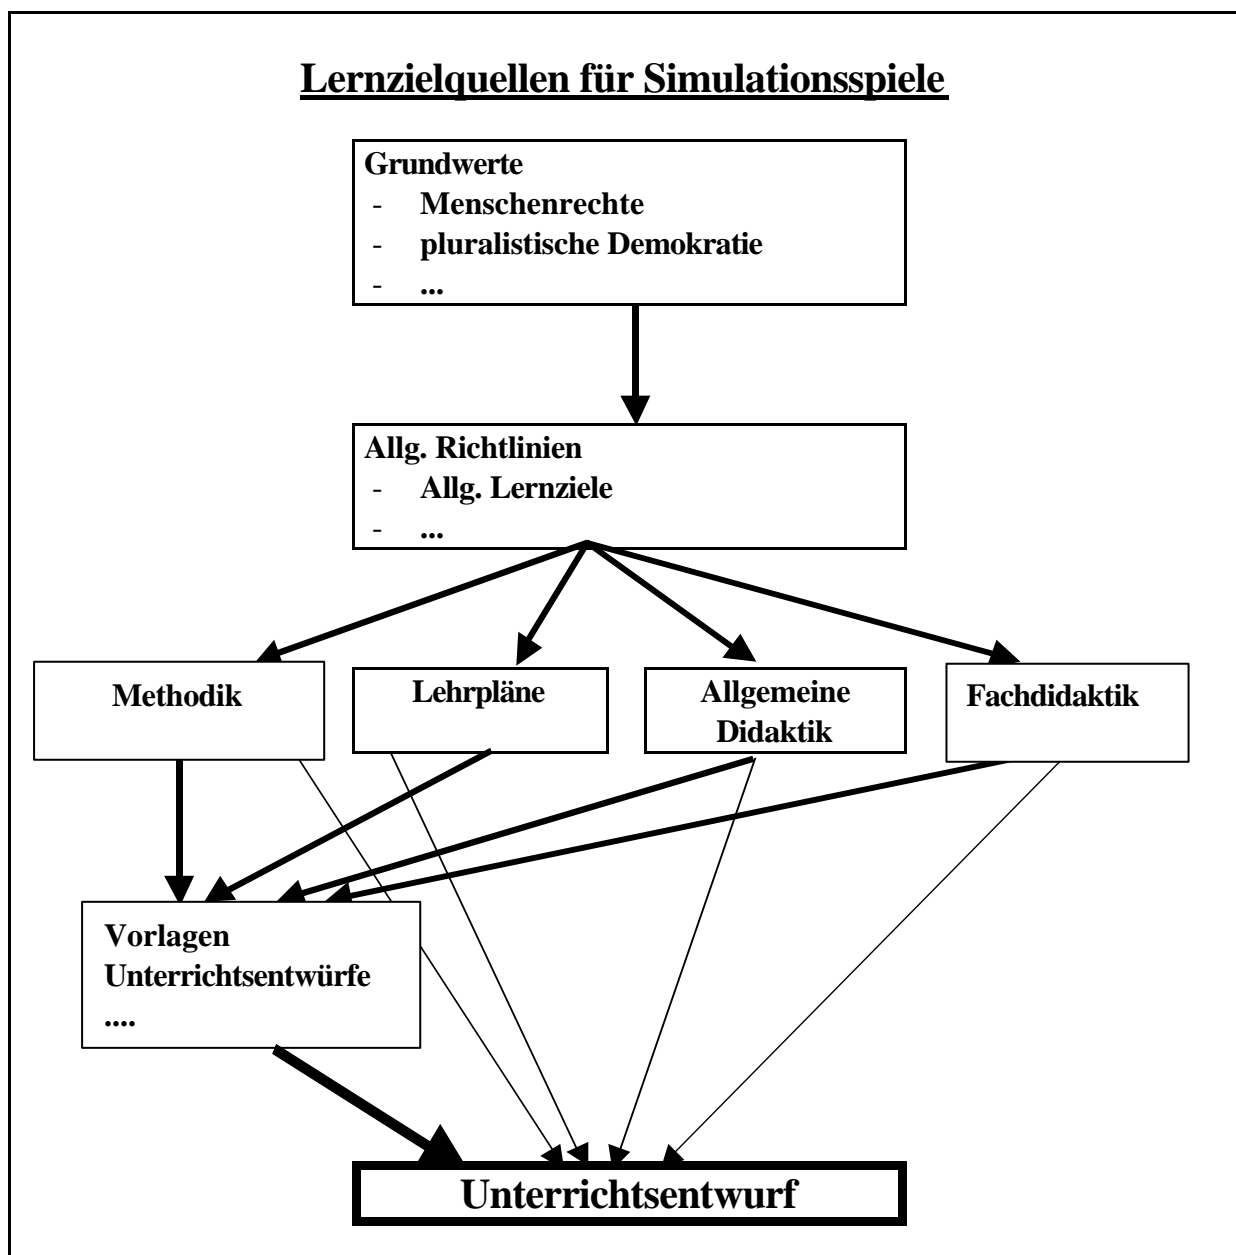 Lernzielquellen für Simulationsspiele
Grundwerte
- Menschenrechte
- pluralistische Demokratie
- ...
Allg. Richtlinien
- Allg. Lernziele
- ...
Methodik
Lehrpläne
Allgemeine
Didaktik
Fachdidaktik
Vorlagen
Unterrichtsentwürfe
....
Unterrichtsentwurf